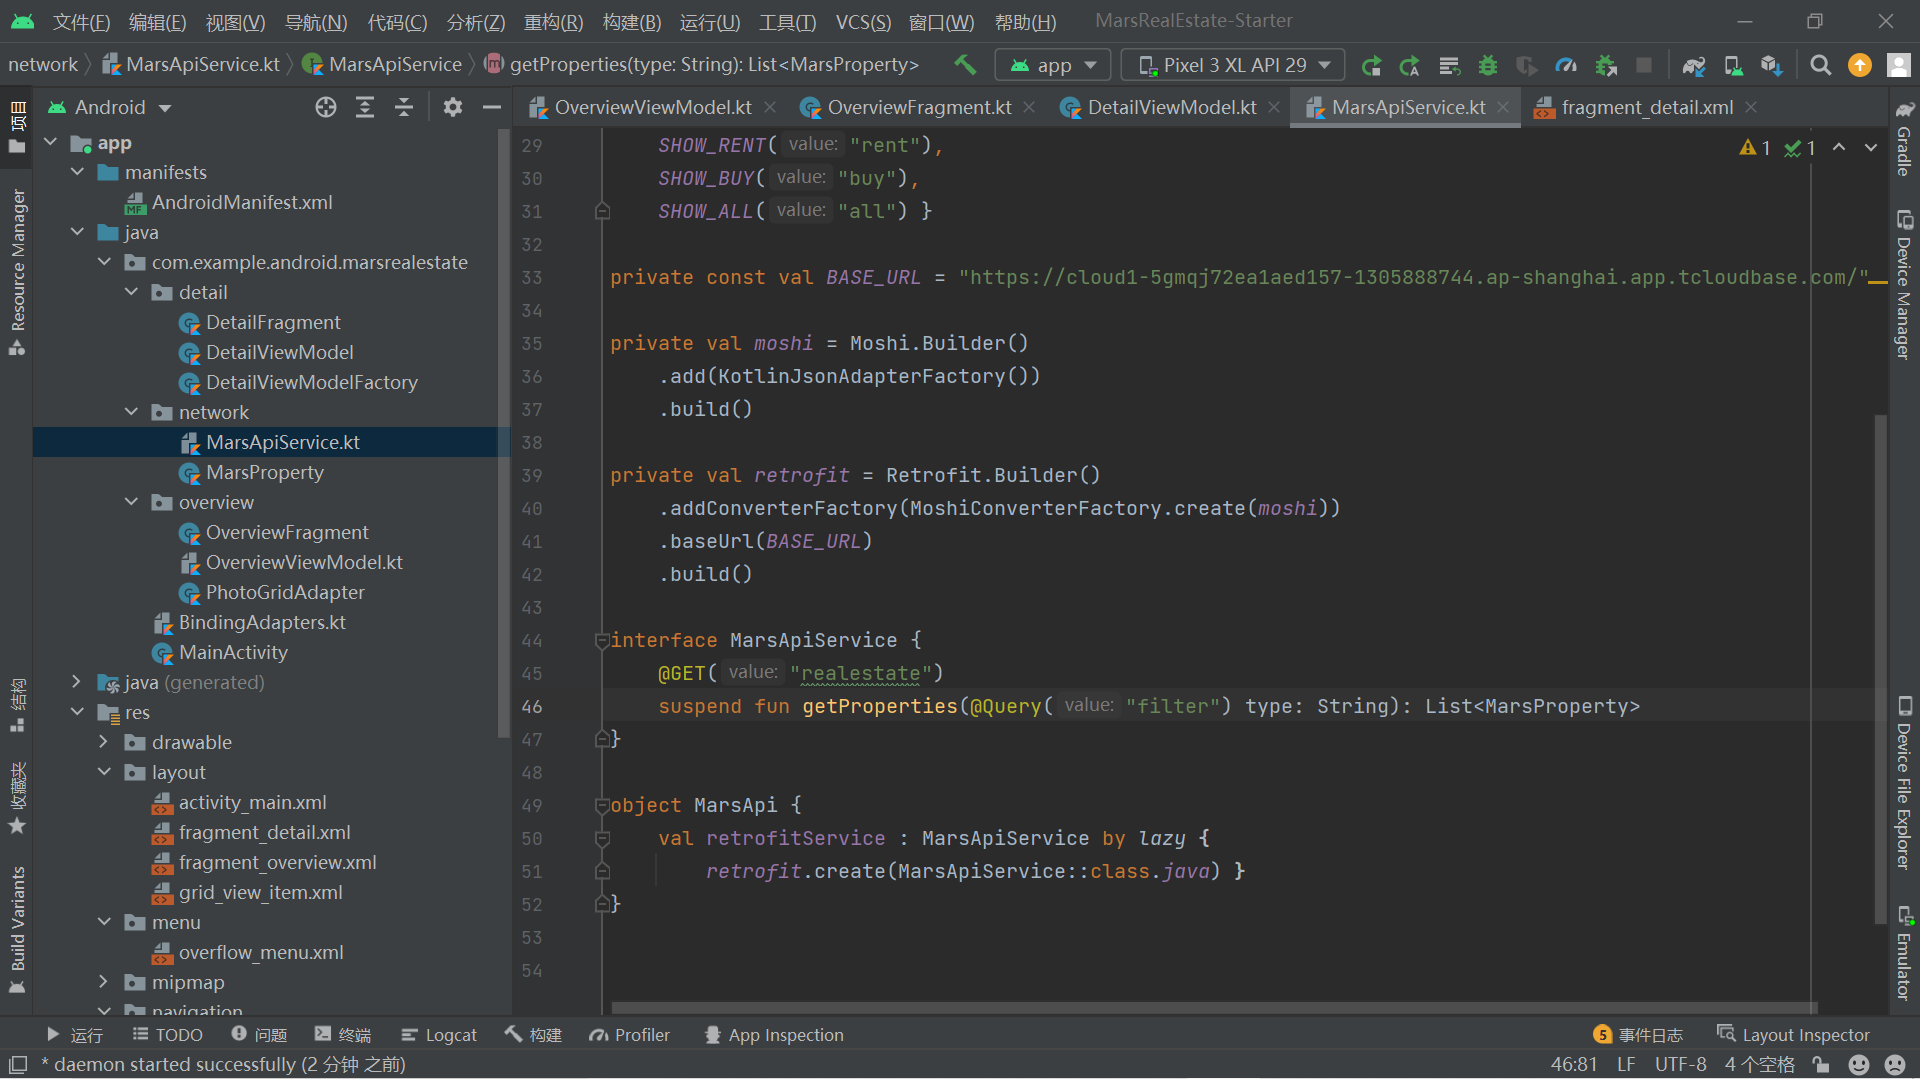 文件(F) 编辑(E) 视图(V) 导航(N) 代码(C) 分析(Z) 重构(R) 构建(B) 运行(U) 工具(T) VCS(S) 窗口(W) 帮助(H) MarsRealEstate-Starter
network MarsApiService.kt MarsApiService getProperties(type: String): List<MarsProperty> app Pixel 3 XL API 29
Android
OverviewViewModel.kt OverviewFragment.kt DetailViewModel.kt MarsApiService.kt fragment_detail.xml
项目
Resource Manager
结构
收藏夹
Build Variants
app
manifests
AndroidManifest.xml
java
com.example.android.marsrealestate
detail
DetailFragment
DetailViewModel
DetailViewModelFactory
network
MarsApiService.kt
MarsProperty
overview
OverviewFragment
OverviewViewModel.kt
PhotoGridAdapter
BindingAdapters.kt
MainActivity
java (generated)
res
drawable
layout
activity_main.xml
fragment_detail.xml
fragment_overview.xml
grid_view_item.xml
menu
overflow_menu.xml
mipmap
navigation
1 1
29 SHOW_RENT( value: "rent"),
30 SHOW_BUY( value: "buy"),
31 SHOW_ALL( value: "all") }
32
33 private const val BASE_URL = "https://cloud1-5gmqj72ea1aed157-1305888744.ap-shanghai.app.tcloudbase.com/"
34
35 private val moshi = Moshi.Builder()
36 .add(KotlinJsonAdapterFactory())
37 .build()
38
39 private val retrofit = Retrofit.Builder()
40 .addConverterFactory(MoshiConverterFactory.create(moshi))
41 .baseUrl(BASE_URL)
42 .build()
43
44 interface MarsApiService {
45 @GET( value: "realestate")
46 suspend fun getProperties(@Query( value: "filter") type: String): List<MarsProperty>
47 }
48
49 object MarsApi {
50 val retrofitService : MarsApiService by lazy {
51 retrofit.create(MarsApiService::class.java) }
52 }
53
54
Gradle
Device Manager
Device File Explorer
Emulator
运行 TODO 问题 终端 Logcat 构建 Profiler App Inspection 5 事件日志 Layout Inspector
* daemon started successfully (2 分钟 之前) 46:81 LF UTF-8 4 个空格